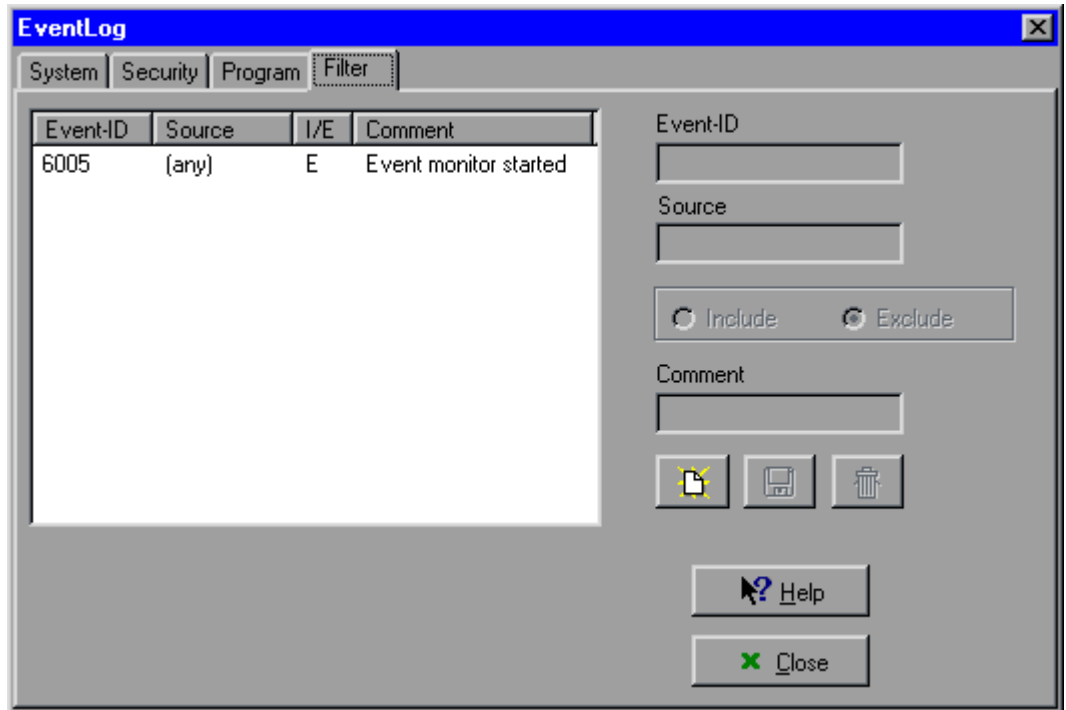 EventLog
System Security Program Filter
Event-ID Source I/E Comment
6005 (any) E Event monitor started
Event-ID
Source
Include Exclude
Comment
Help
Close